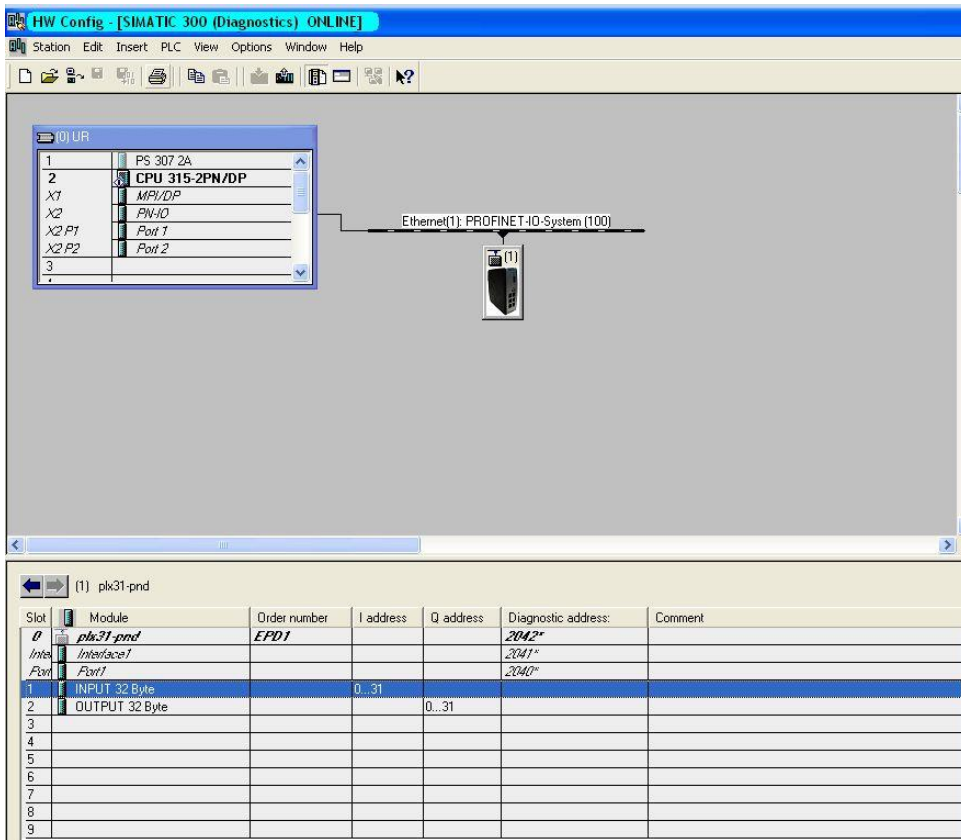 HW Config - [SIMATIC 300 (Diagnostics) ONLINE]
Station Edit Insert PLC View Options Window Help
(0) UR
1 PS 307 2A
2 CPU 315-2PN/DP
X1 MPI/DP
X2 PN-IO
X2 P1 Port 1
X2 P2 Port 2
3
Ethernet(1): PROFINET-IO-System (100)
(1)
(1) plx31-pnd
Slot Module Order number I address Q address Diagnostic address: Comment
0 plx31-pnd EPD1 2042*
Inte Interface1 2041*
Port Port1 2040*
1 INPUT 32 Byte 0...31
2 OUTPUT 32 Byte 0...31
3
4
5
6
7
8
9